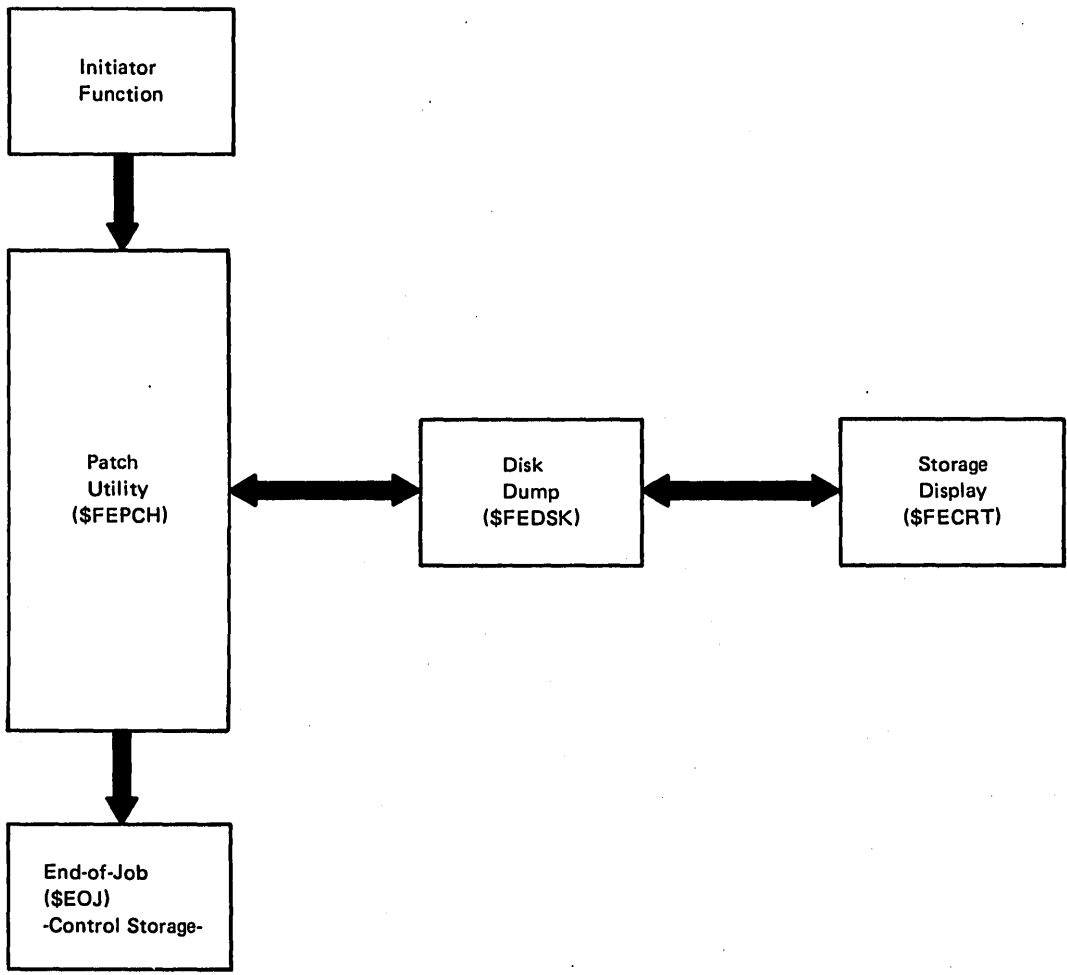 Initiator
Function
Patch
Utility
($FEPCH)
Disk
Dump
($FEDSK)
Storage
Display
($FECRT)
End-of-Job
($EOJ)
-Control Storage-